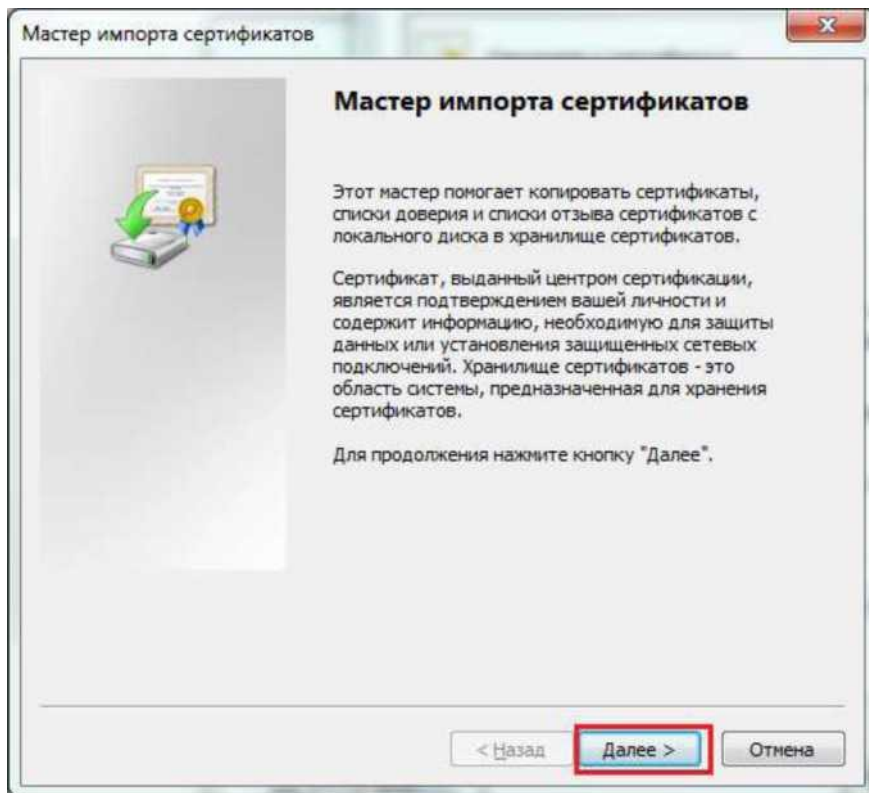 Мастер импорта сертификатов
Мастер импорта сертификатов
Этот мастер помогает копировать сертификаты,
списки доверия и списки отзыва сертификатов с
локального диска в хранилище сертификатов.
Сертификат, выданный центром сертификации,
является подтверждением вашей личности и
содержит информацию, необходимую для защиты
данных или установления защищенных сетевых
подключений. Хранилище сертификатов - это
область системы, предназначенная для хранения
сертификатов.
Для продолжения нажмите кнопку "Далее".
< Назад
Далее >
Отмена